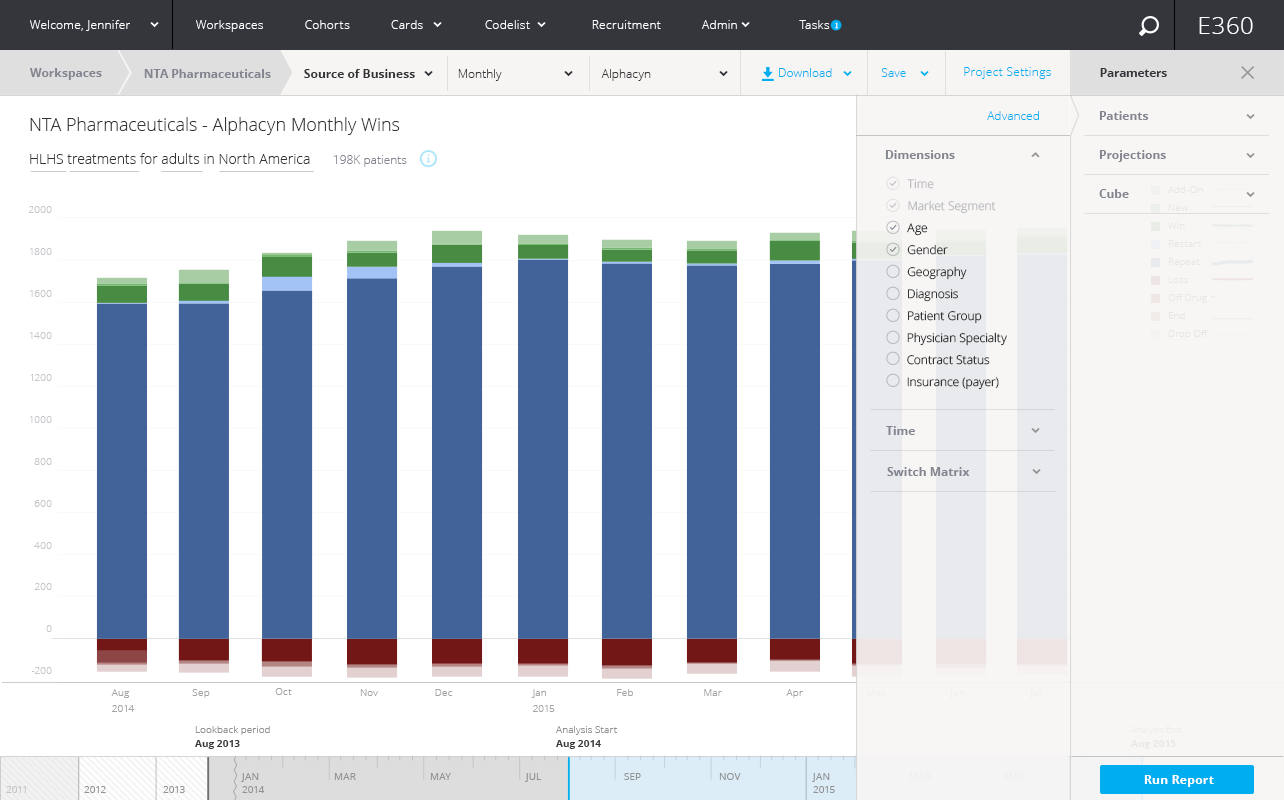 Welcome, Jennifer Workspaces Cohorts Cards Codelist Recruitment Admin Tasks E360
Workspaces NTA Pharmaceuticals Source of Business Monthly Alphacyn Download Save Project Settings Parameters
NTA Pharmaceuticals - Alphacyn Monthly Wins
HLHS treatments for adults in North America 198K patients i
Advanced
Dimensions
Time
Market Segment
Age
Gender
Geography
Diagnosis
Patient Group
Physician Specialty
Contract Status
Insurance (payer)
Time
Switch Matrix
Patients
Projections
Cube
Add-On
New
Win
Restart
Repeat
Loss
Off Drug
End
Drop Off
2000
1800
1600
1400
1200
1000
800
600
400
200
0
-200
Aug Sep Oct Nov Dec Jan Feb Mar Apr May Jun Jul
2014 2015
Lookback period Analysis Start Analysis End
Aug 2013 Aug 2014 Aug 2015
JAN MAR MAY JUL SEP NOV JAN MAR
2011 2012 2013 2014 2015
Run Report